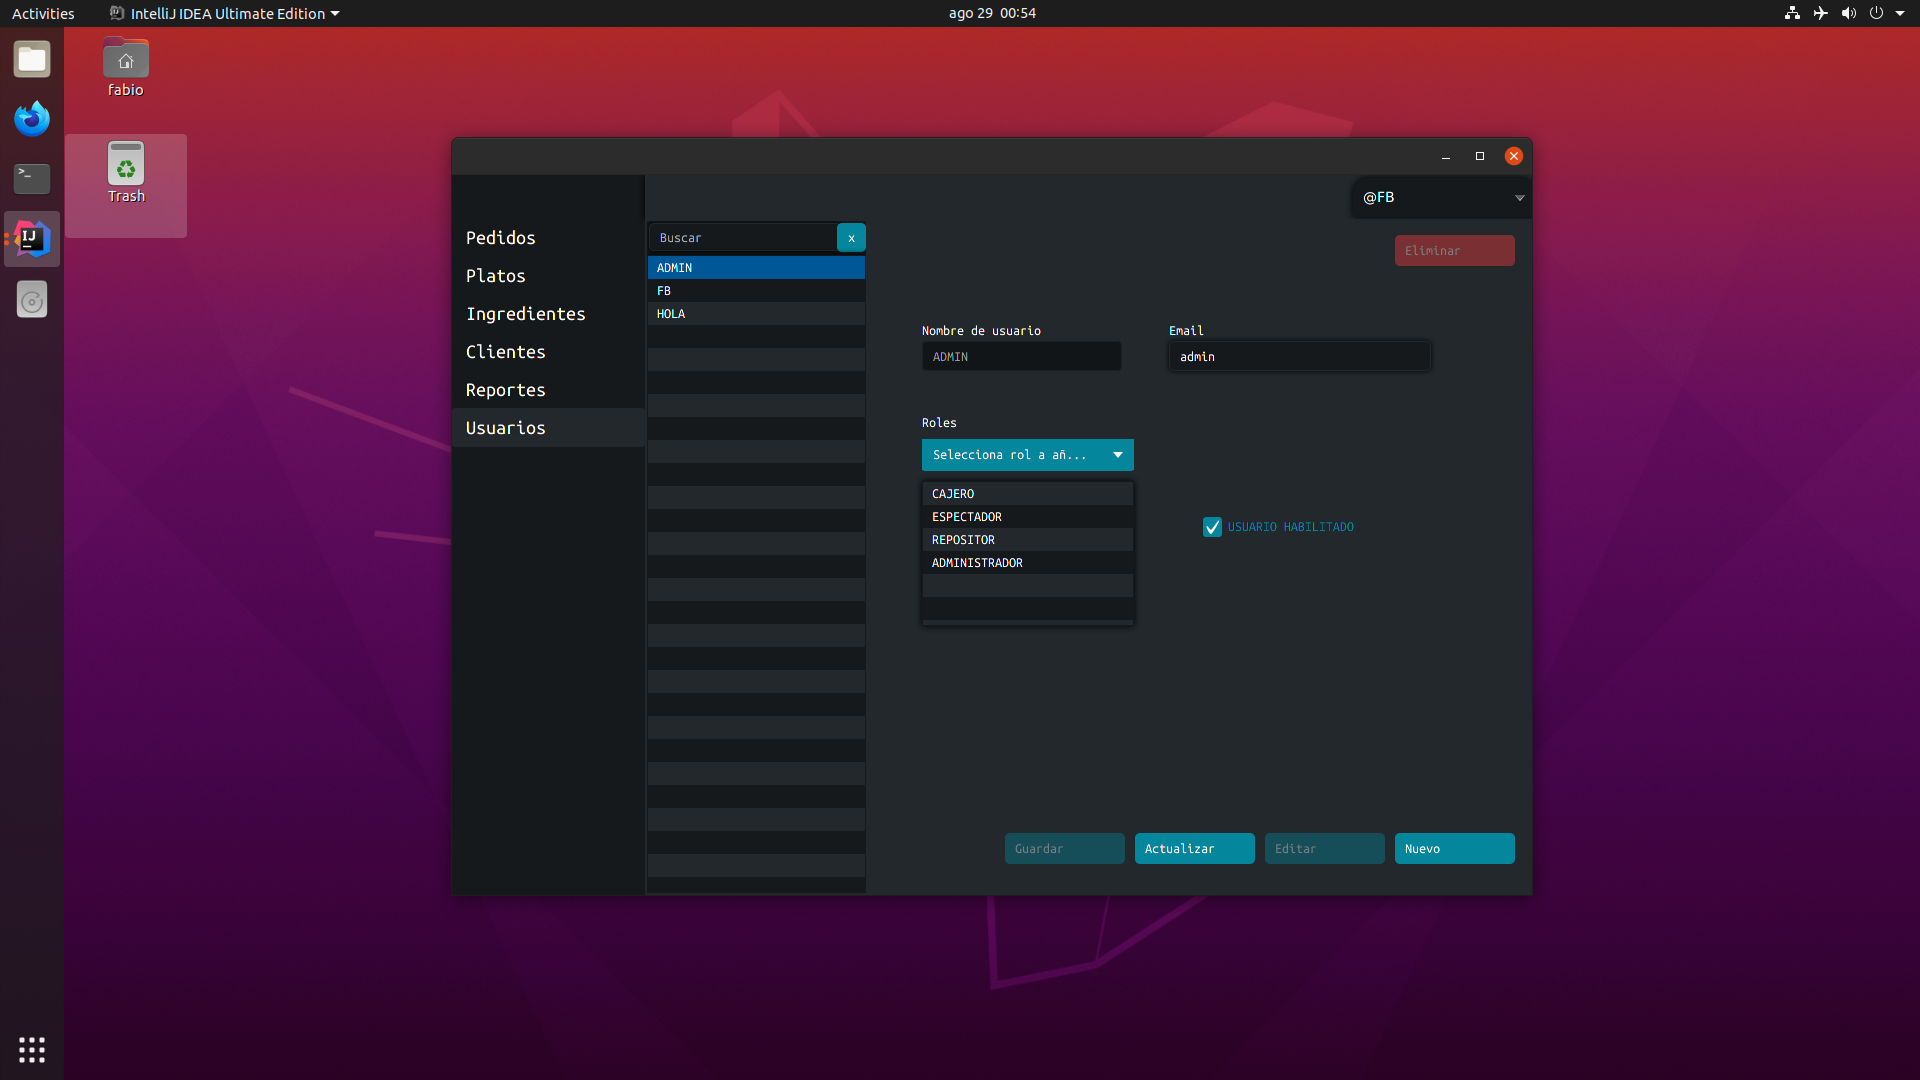 Activities
IntelliJ IDEA Ultimate Edition
ago 29 00:54
fabio
Trash
>_
IJ
@FB
Pedidos
Platos
Ingredientes
Clientes
Reportes
Usuarios
Buscar
x
ADMIN
FB
HOLA
Eliminar
Nombre de usuario
ADMIN
Email
admin
Roles
Selecciona rol a añ...
CAJERO
ESPECTADOR
REPOSITOR
ADMINISTRADOR
USUARIO HABILITADO
Guardar
Actualizar
Editar
Nuevo